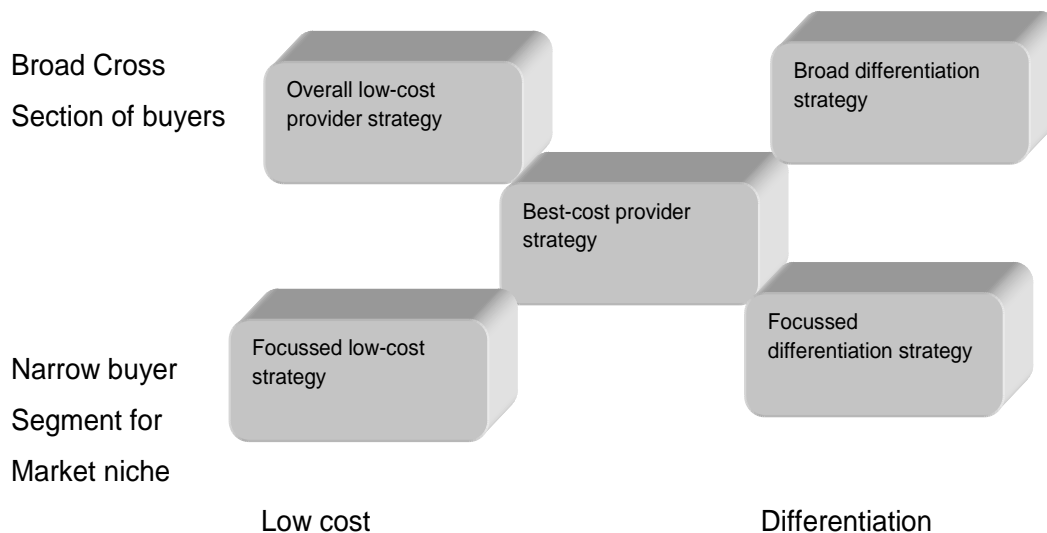 Broad Cross
Section of buyers
Overall low-cost
provider strategy
Broad differentiation
strategy
Best-cost provider
strategy
Narrow buyer
Segment for
Market niche
Focussed low-cost
strategy
Focussed
differentiation strategy
Low cost
Differentiation